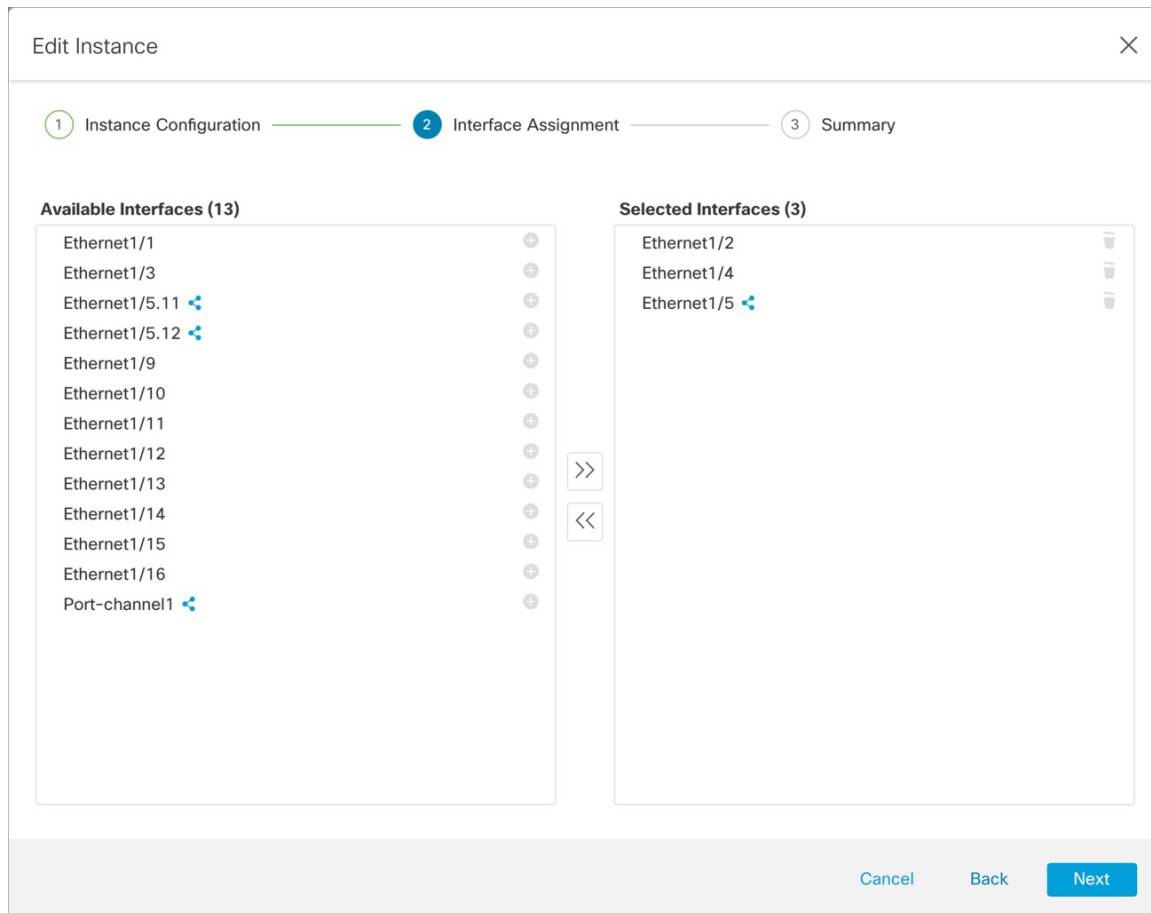 Edit Instance
1 Instance Configuration 2 Interface Assignment 3 Summary
Available Interfaces (13)
Ethernet1/1
Ethernet1/3
Ethernet1/5.11
Ethernet1/5.12
Ethernet1/9
Ethernet1/10
Ethernet1/11
Ethernet1/12
Ethernet1/13
Ethernet1/14
Ethernet1/15
Ethernet1/16
Port-channel1
Selected Interfaces (3)
Ethernet1/2
Ethernet1/4
Ethernet1/5
Cancel Back Next